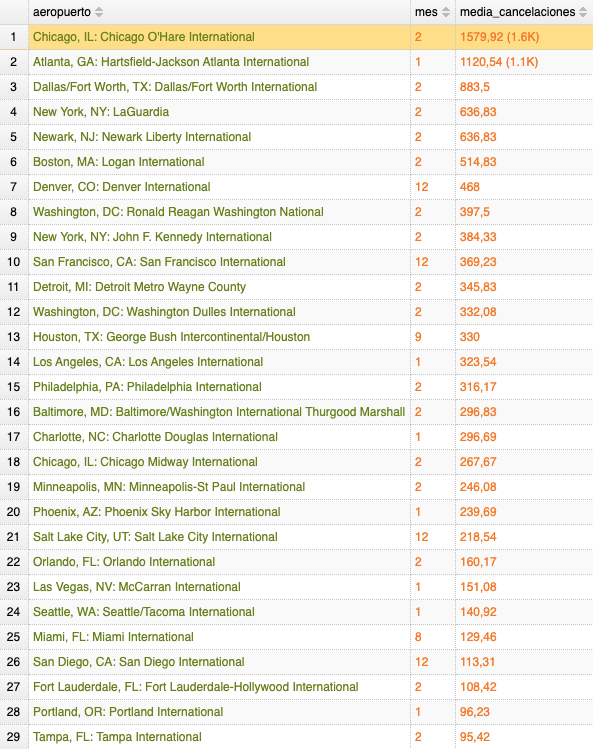 aeropuerto mes media_cancelaciones
1 Chicago, IL: Chicago O'Hare International 2 1579,92 (1.6K)
2 Atlanta, GA: Hartsfield-Jackson Atlanta International 1 1120,54 (1.1K)
3 Dallas/Fort Worth, TX: Dallas/Fort Worth International 2 883,5
4 New York, NY: LaGuardia 2 636,83
5 Newark, NJ: Newark Liberty International 2 636,83
6 Boston, MA: Logan International 2 514,83
7 Denver, CO: Denver International 12 468
8 Washington, DC: Ronald Reagan Washington National 2 397,5
9 New York, NY: John F. Kennedy International 2 384,33
10 San Francisco, CA: San Francisco International 12 369,23
11 Detroit, MI: Detroit Metro Wayne County 2 345,83
12 Washington, DC: Washington Dulles International 2 332,08
13 Houston, TX: George Bush Intercontinental/Houston 9 330
14 Los Angeles, CA: Los Angeles International 1 323,54
15 Philadelphia, PA: Philadelphia International 2 316,17
16 Baltimore, MD: Baltimore/Washington International Thurgood Marshall 2 296,83
17 Charlotte, NC: Charlotte Douglas International 1 296,69
18 Chicago, IL: Chicago Midway International 2 267,67
19 Minneapolis, MN: Minneapolis-St Paul International 2 246,08
20 Phoenix, AZ: Phoenix Sky Harbor International 1 239,69
21 Salt Lake City, UT: Salt Lake City International 12 218,54
22 Orlando, FL: Orlando International 2 160,17
23 Las Vegas, NV: McCarran International 1 151,08
24 Seattle, WA: Seattle/Tacoma International 1 140,92
25 Miami, FL: Miami International 8 129,46
26 San Diego, CA: San Diego International 12 113,31
27 Fort Lauderdale, FL: Fort Lauderdale-Hollywood International 2 108,42
28 Portland, OR: Portland International 1 96,23
29 Tampa, FL: Tampa International 2 95,42